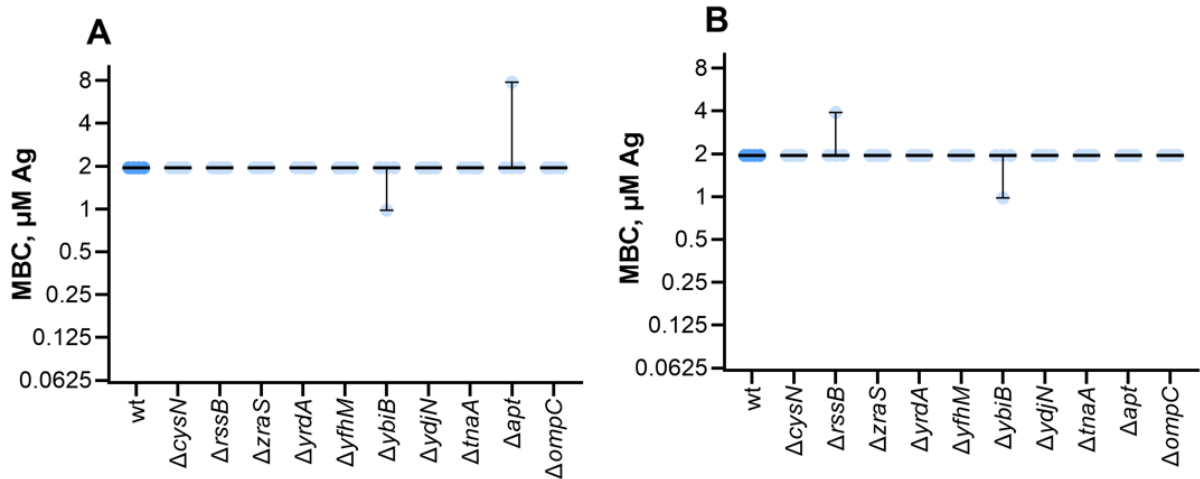 A
MBC, µM Ag
8
4
2
1
0.5
0.25
0.125
0.0625
wt
ΔcysN
ΔrssB
ΔzraS
ΔyrdA
ΔyfhM
ΔybiB
ΔydjN
ΔtnaA
Δapt
ΔompC
B
MBC, µM Ag
8
4
2
1
0.5
0.25
0.125
0.0625
wt
ΔcysN
ΔrssB
ΔzraS
ΔyrdA
ΔyfhM
ΔybiB
ΔydjN
ΔtnaA
Δapt
ΔompC